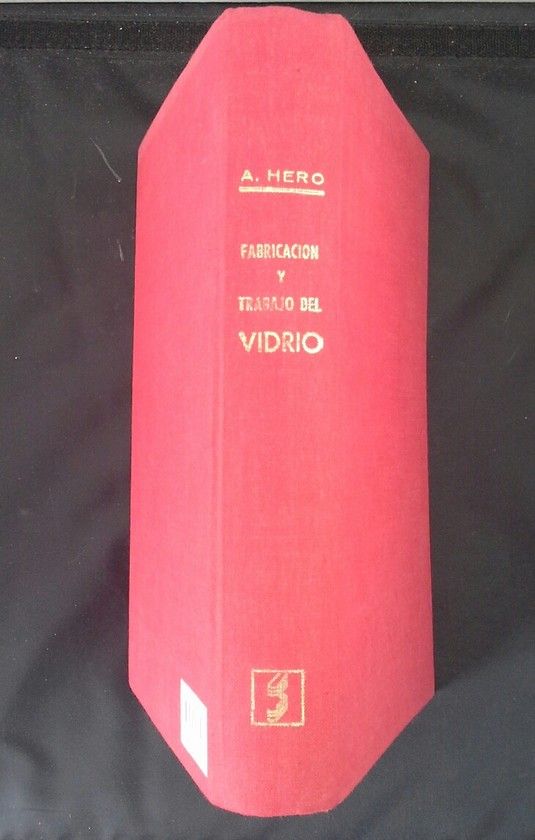 A. HERO
FABRICACION
Y
TRABAJO DEL
VIDRIO